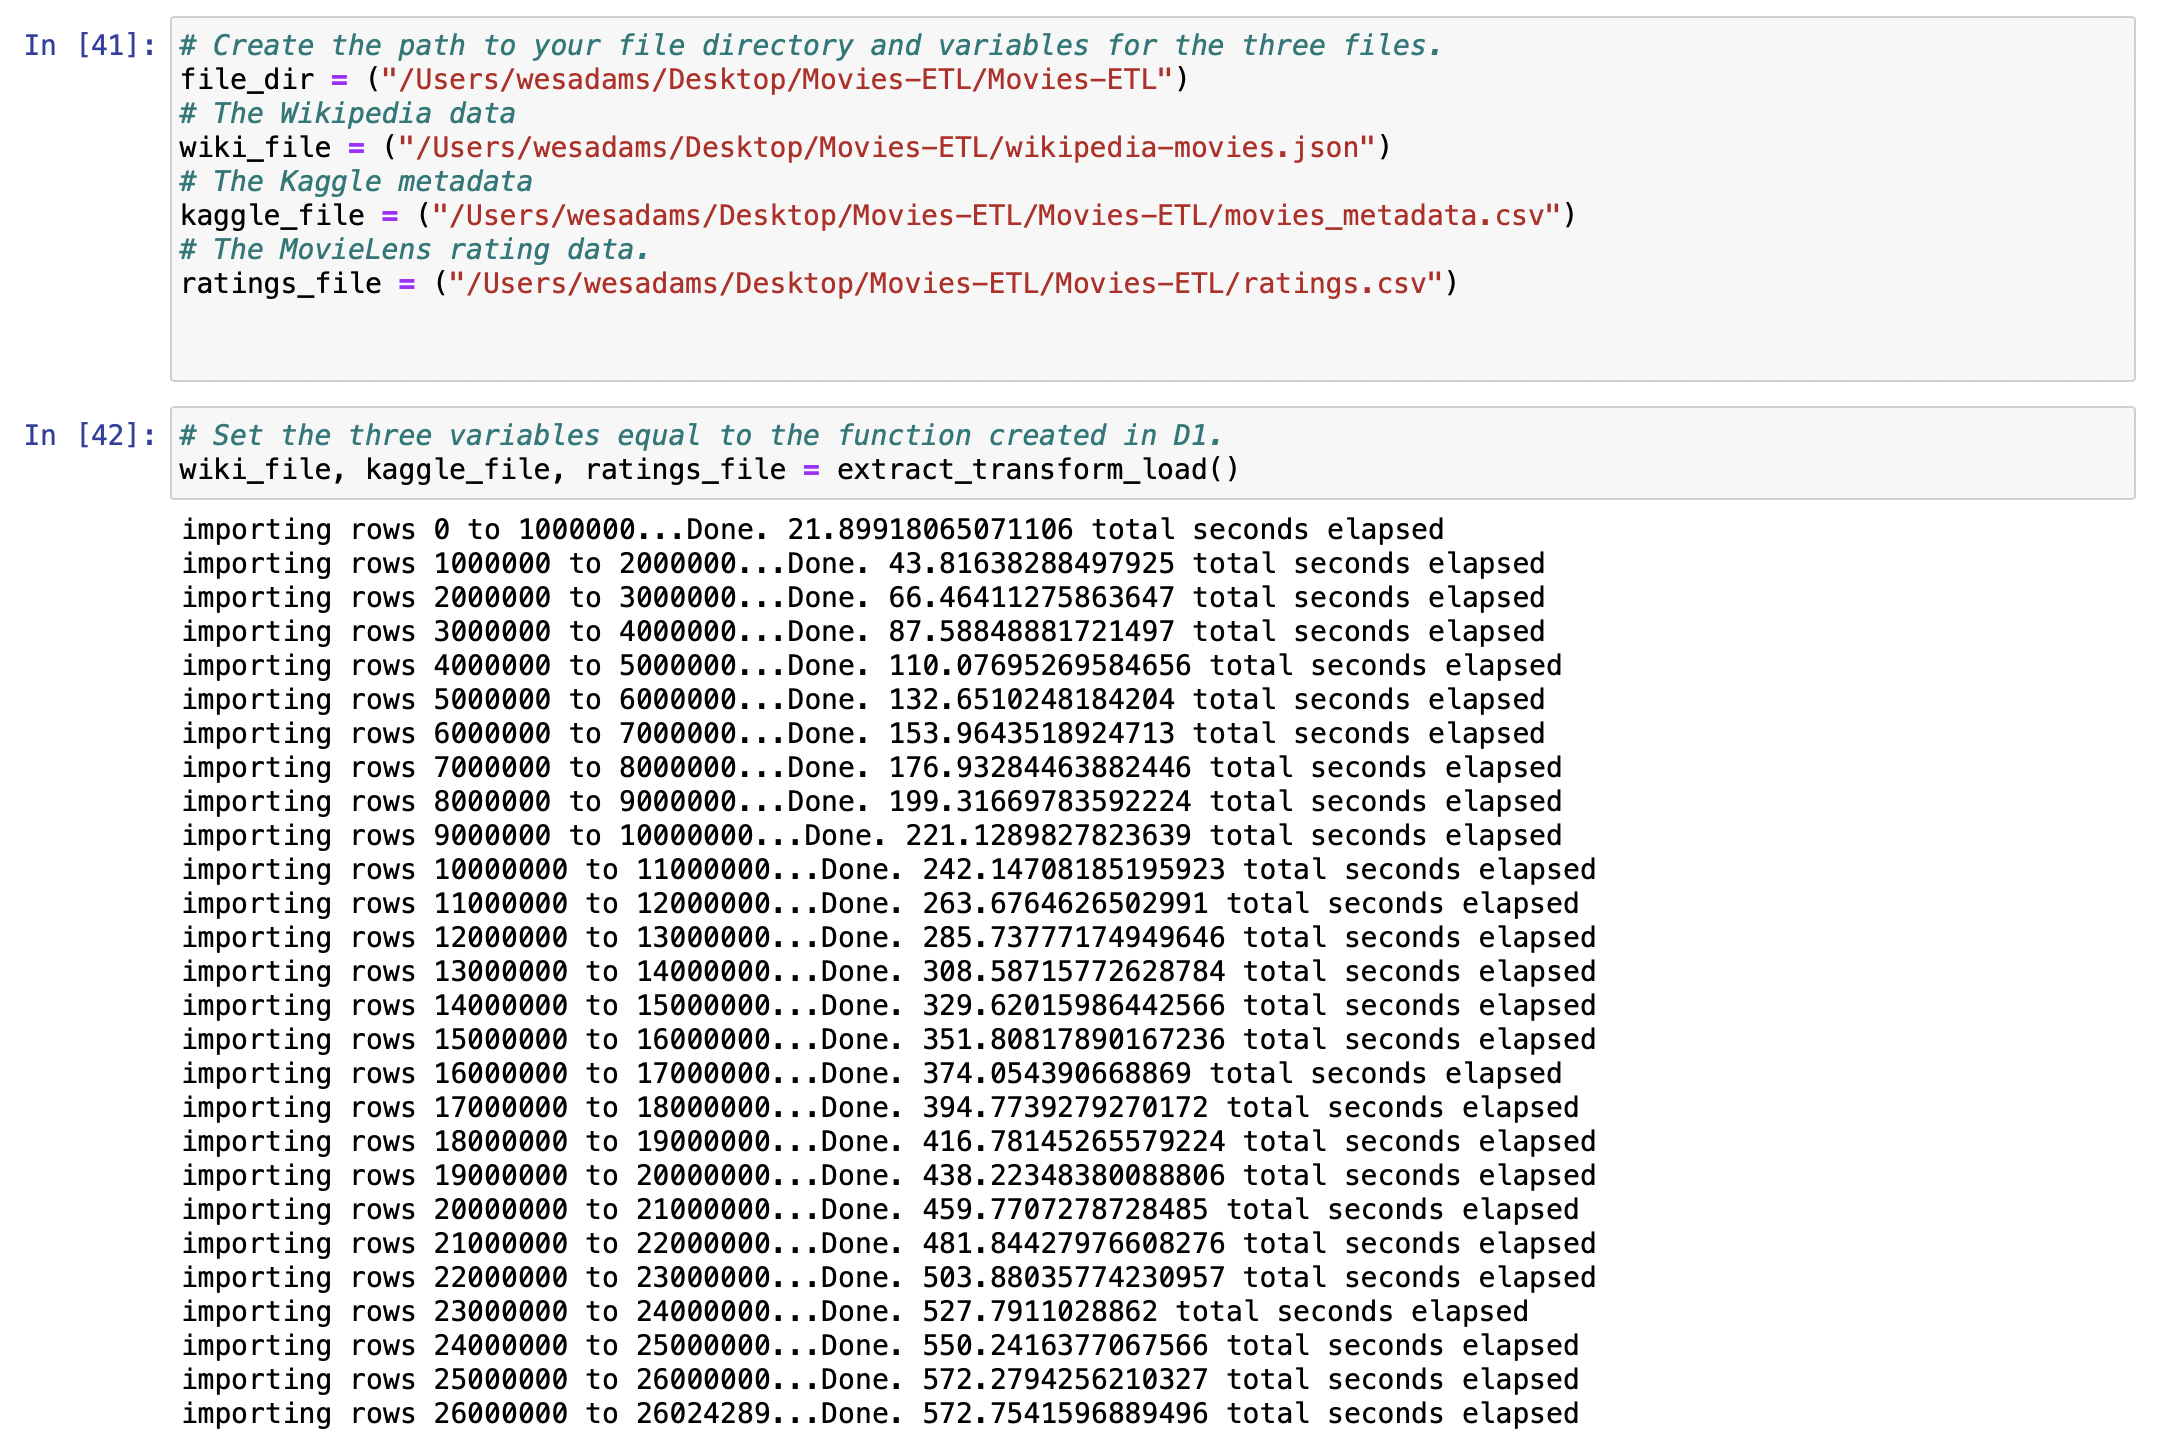 In [41]: # Create the path to your file directory and variables for the three files.
file_dir = ("/Users/wesadams/Desktop/Movies-ETL/Movies-ETL")
# The Wikipedia data
wiki_file = ("/Users/wesadams/Desktop/Movies-ETL/wikipedia-movies.json")
# The Kaggle metadata
kaggle_file = ("/Users/wesadams/Desktop/Movies-ETL/Movies-ETL/movies_metadata.csv")
# The MovieLens rating data.
ratings_file = ("/Users/wesadams/Desktop/Movies-ETL/Movies-ETL/ratings.csv")
In [42]: # Set the three variables equal to the function created in D1.
wiki_file, kaggle_file, ratings_file = extract_transform_load()
importing rows 0 to 1000000...Done. 21.89918065071106 total seconds elapsed
importing rows 1000000 to 2000000...Done. 43.81638288497925 total seconds elapsed
importing rows 2000000 to 3000000...Done. 66.46411275863647 total seconds elapsed
importing rows 3000000 to 4000000...Done. 87.58848881721497 total seconds elapsed
importing rows 4000000 to 5000000...Done. 110.07695269584656 total seconds elapsed
importing rows 5000000 to 6000000...Done. 132.6510248184204 total seconds elapsed
importing rows 6000000 to 7000000...Done. 153.9643518924713 total seconds elapsed
importing rows 7000000 to 8000000...Done. 176.93284463882446 total seconds elapsed
importing rows 8000000 to 9000000...Done. 199.31669783592224 total seconds elapsed
importing rows 9000000 to 10000000...Done. 221.1289827823639 total seconds elapsed
importing rows 10000000 to 11000000...Done. 242.14708185195923 total seconds elapsed
importing rows 11000000 to 12000000...Done. 263.6764626502991 total seconds elapsed
importing rows 12000000 to 13000000...Done. 285.73777174949646 total seconds elapsed
importing rows 13000000 to 14000000...Done. 308.58715772628784 total seconds elapsed
importing rows 14000000 to 15000000...Done. 329.62015986442566 total seconds elapsed
importing rows 15000000 to 16000000...Done. 351.80817890167236 total seconds elapsed
importing rows 16000000 to 17000000...Done. 374.054390668869 total seconds elapsed
importing rows 17000000 to 18000000...Done. 394.7739279270172 total seconds elapsed
importing rows 18000000 to 19000000...Done. 416.78145265579224 total seconds elapsed
importing rows 19000000 to 20000000...Done. 438.22348380088806 total seconds elapsed
importing rows 20000000 to 21000000...Done. 459.7707278728485 total seconds elapsed
importing rows 21000000 to 22000000...Done. 481.84427976608276 total seconds elapsed
importing rows 22000000 to 23000000...Done. 503.88035774230957 total seconds elapsed
importing rows 23000000 to 24000000...Done. 527.7911028862 total seconds elapsed
importing rows 24000000 to 25000000...Done. 550.2416377067566 total seconds elapsed
importing rows 25000000 to 26000000...Done. 572.2794256210327 total seconds elapsed
importing rows 26000000 to 26024289...Done. 572.7541596889496 total seconds elapsed